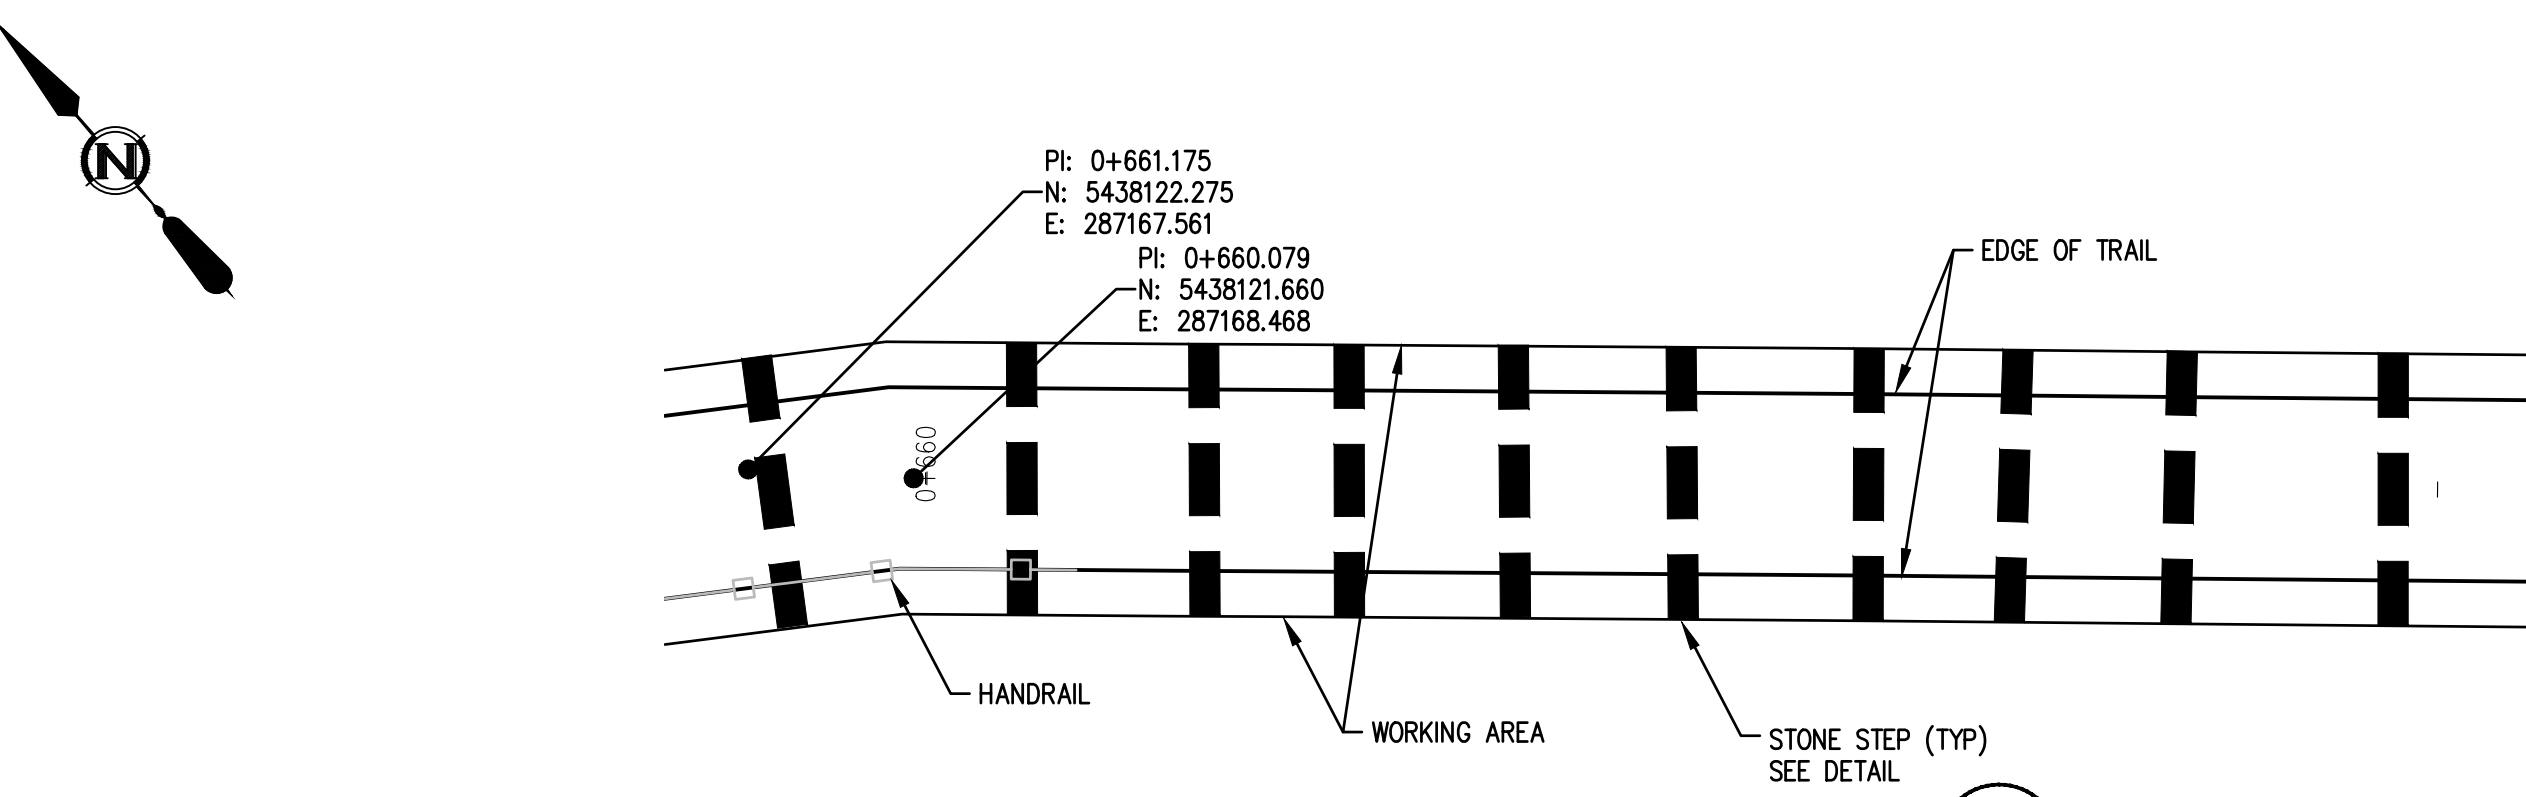 N
PI: 0+661.175
N: 5438122.275
E: 287167.561
PI: 0+660.079
N: 5438121.660
E: 287168.468
EDGE OF TRAIL
0+660
HANDRAIL
WORKING AREA
STONE STEP (TYP)
SEE DETAIL